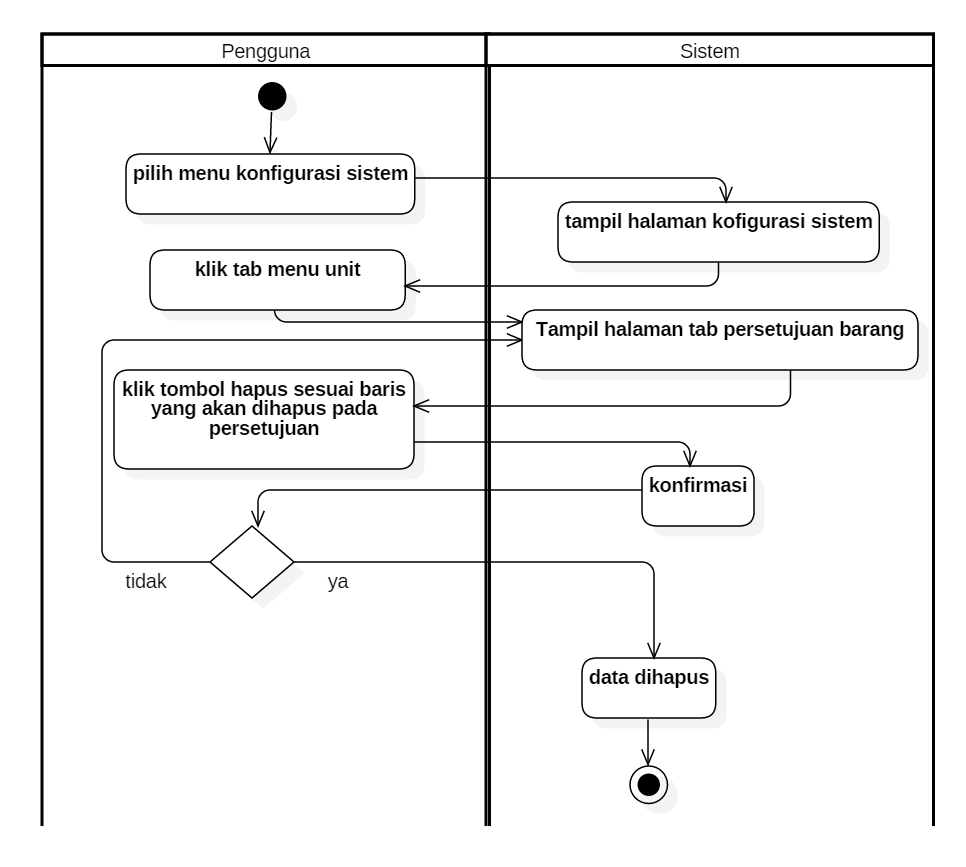 Pengguna
Sistem
pilih menu konfigurasi sistem
tampil halaman kofigurasi sistem
klik tab menu unit
Tampil halaman tab persetujuan barang
klik tombol hapus sesuai baris
yang akan dihapus pada
persetujuan
konfirmasi
tidak
ya
data dihapus